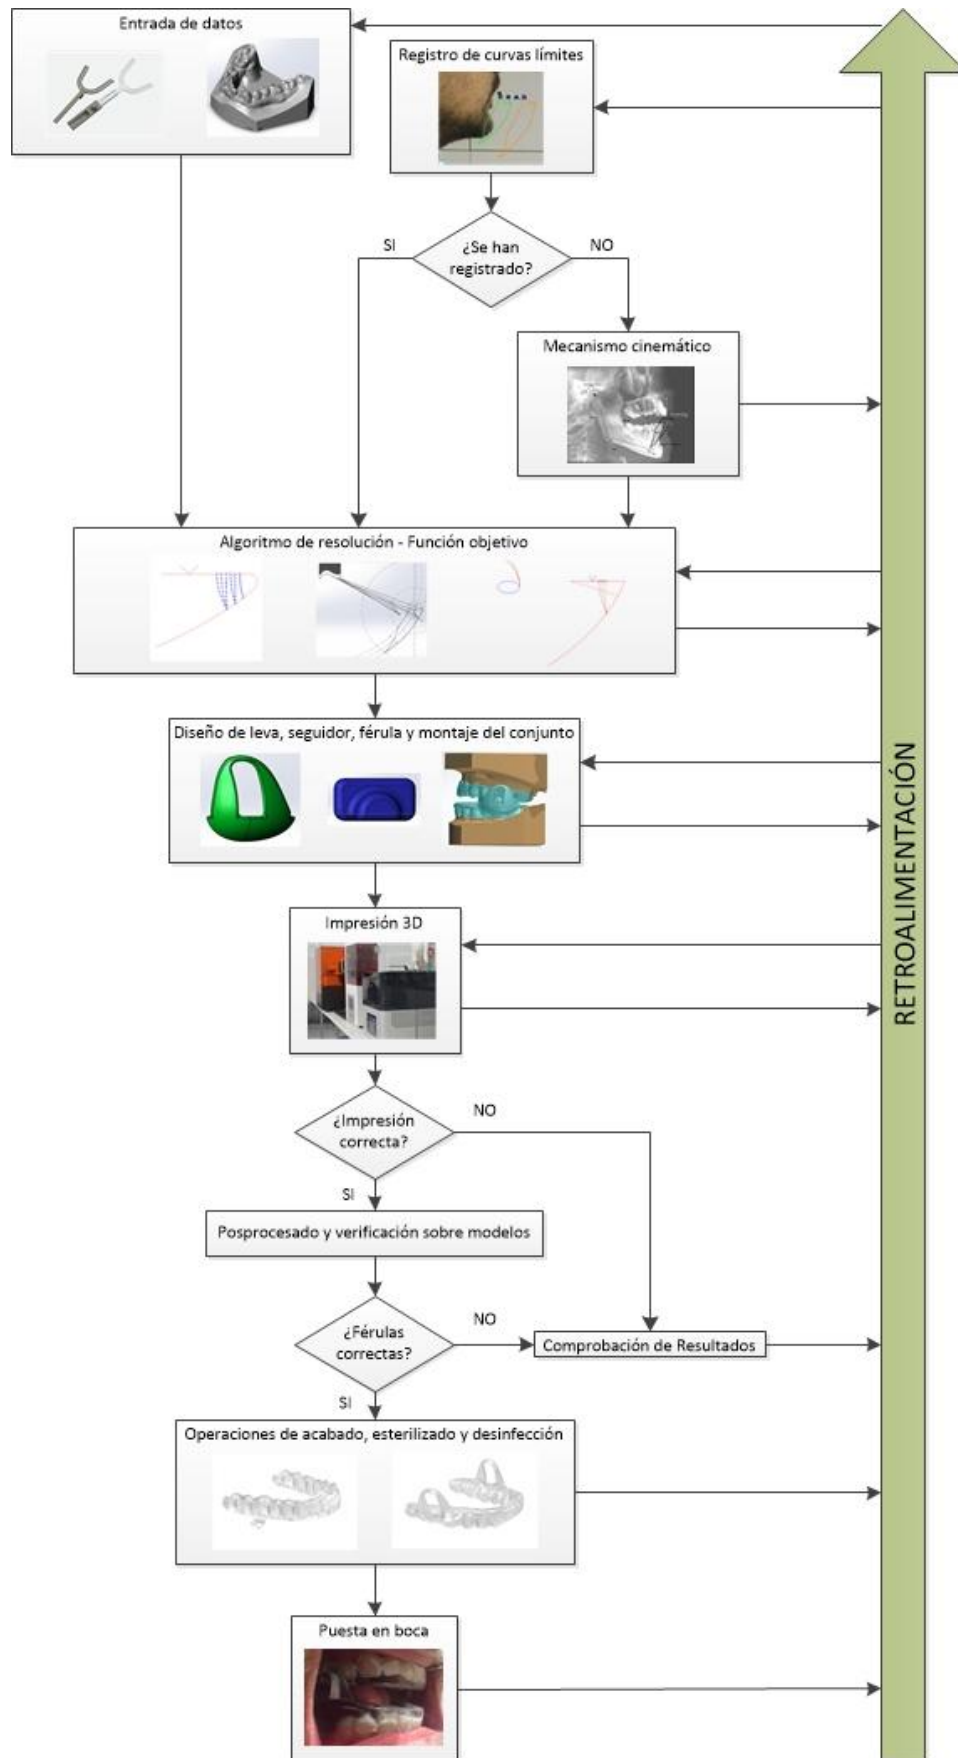 Entrada de datos
Registro de curvas límites
¿Se han
registrado?
SI
NO
Mecanismo cinemático
Algoritmo de resolución - Función objetivo
Diseño de leva, seguidor, férula y montaje del conjunto
Impresión 3D
¿Impresión
correcta?
NO
SI
Posprocesado y verificación sobre modelos
¿Férulas
correctas?
NO
Comprobación de Resultados
SI
Operaciones de acabado, esterilizado y desinfección
Puesta en boca
RETROALIMENTACIÓN